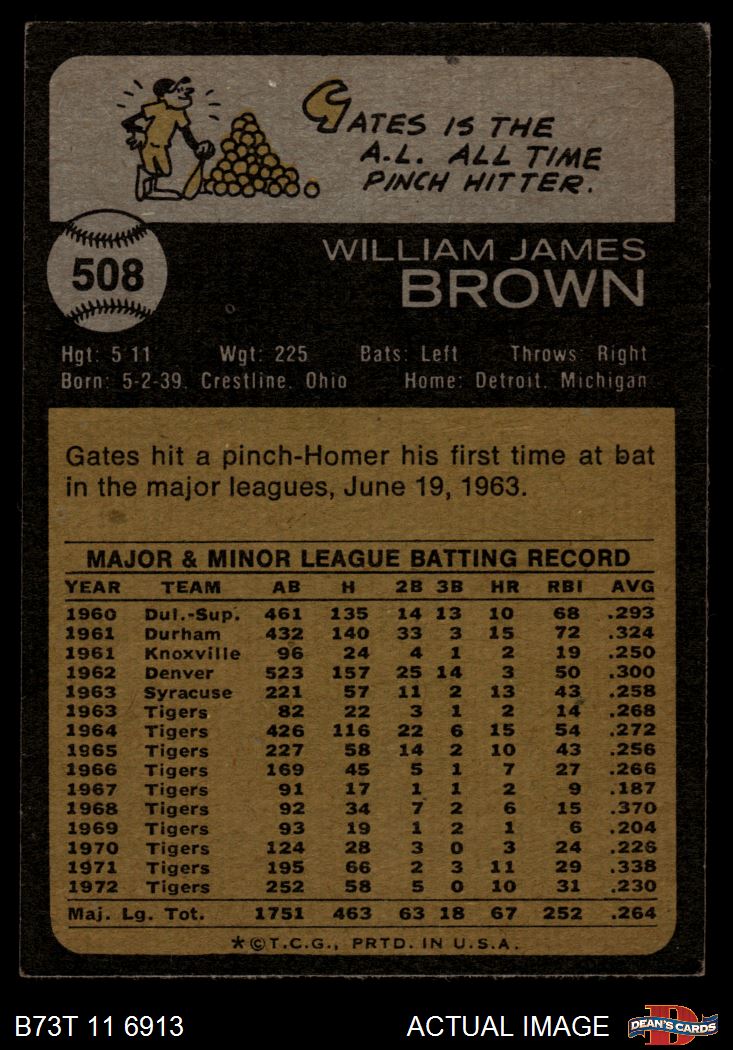 GATES IS THE
A.L. ALL TIME
PINCH HITTER.
508
WILLIAM JAMES
BROWN
Hgt: 5 11 Wgt: 225 Bats: Left Throws: Right
Born: 5-2-39, Crestline, Ohio Home: Detroit, Michigan
Gates hit a pinch-Homer his first time at bat
in the major leagues, June 19, 1963.
MAJOR & MINOR LEAGUE BATTING RECORD
YEAR TEAM AB H 2B 3B HR RBI AVG
1960 Dul.-Sup. 461 135 14 13 10 68 .293
1961 Durham 432 140 33 3 15 72 .324
1961 Knoxville 96 24 4 1 2 19 .250
1962 Denver 523 157 25 14 3 50 .300
1963 Syracuse 221 57 11 2 13 43 .258
1963 Tigers 82 22 3 1 2 14 .268
1964 Tigers 426 116 22 6 15 54 .272
1965 Tigers 227 58 14 2 10 43 .256
1966 Tigers 169 45 5 1 7 27 .266
1967 Tigers 91 17 1 1 2 9 .187
1968 Tigers 92 34 7 2 6 15 .370
1969 Tigers 93 19 1 2 1 6 .204
1970 Tigers 124 28 3 0 3 24 .226
1971 Tigers 195 66 2 3 11 29 .338
1972 Tigers 252 58 5 0 10 31 .230
Maj. Lg. Tot. 1751 463 63 18 67 252 .264
*©T.C.G., PRTD. IN U.S.A.
B73T 11 6913 ACTUAL IMAGE D DEAN'S CARDS